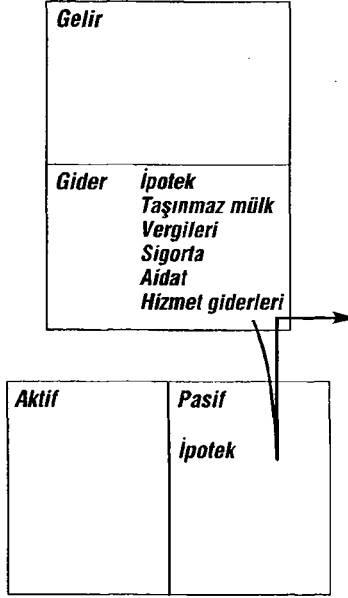 Gelir
Gider İpotek
Taşınmaz mülk
Vergileri
Sigorta
Aidat
Hizmet giderleri
Aktif Pasif
İpotek